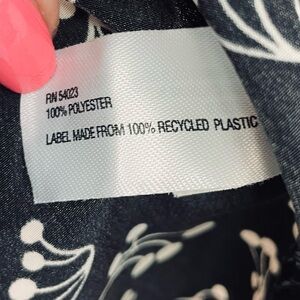 RN 54023
100% POLYESTER
LABEL MADE FROM 100% RECYCLED PLASTIC